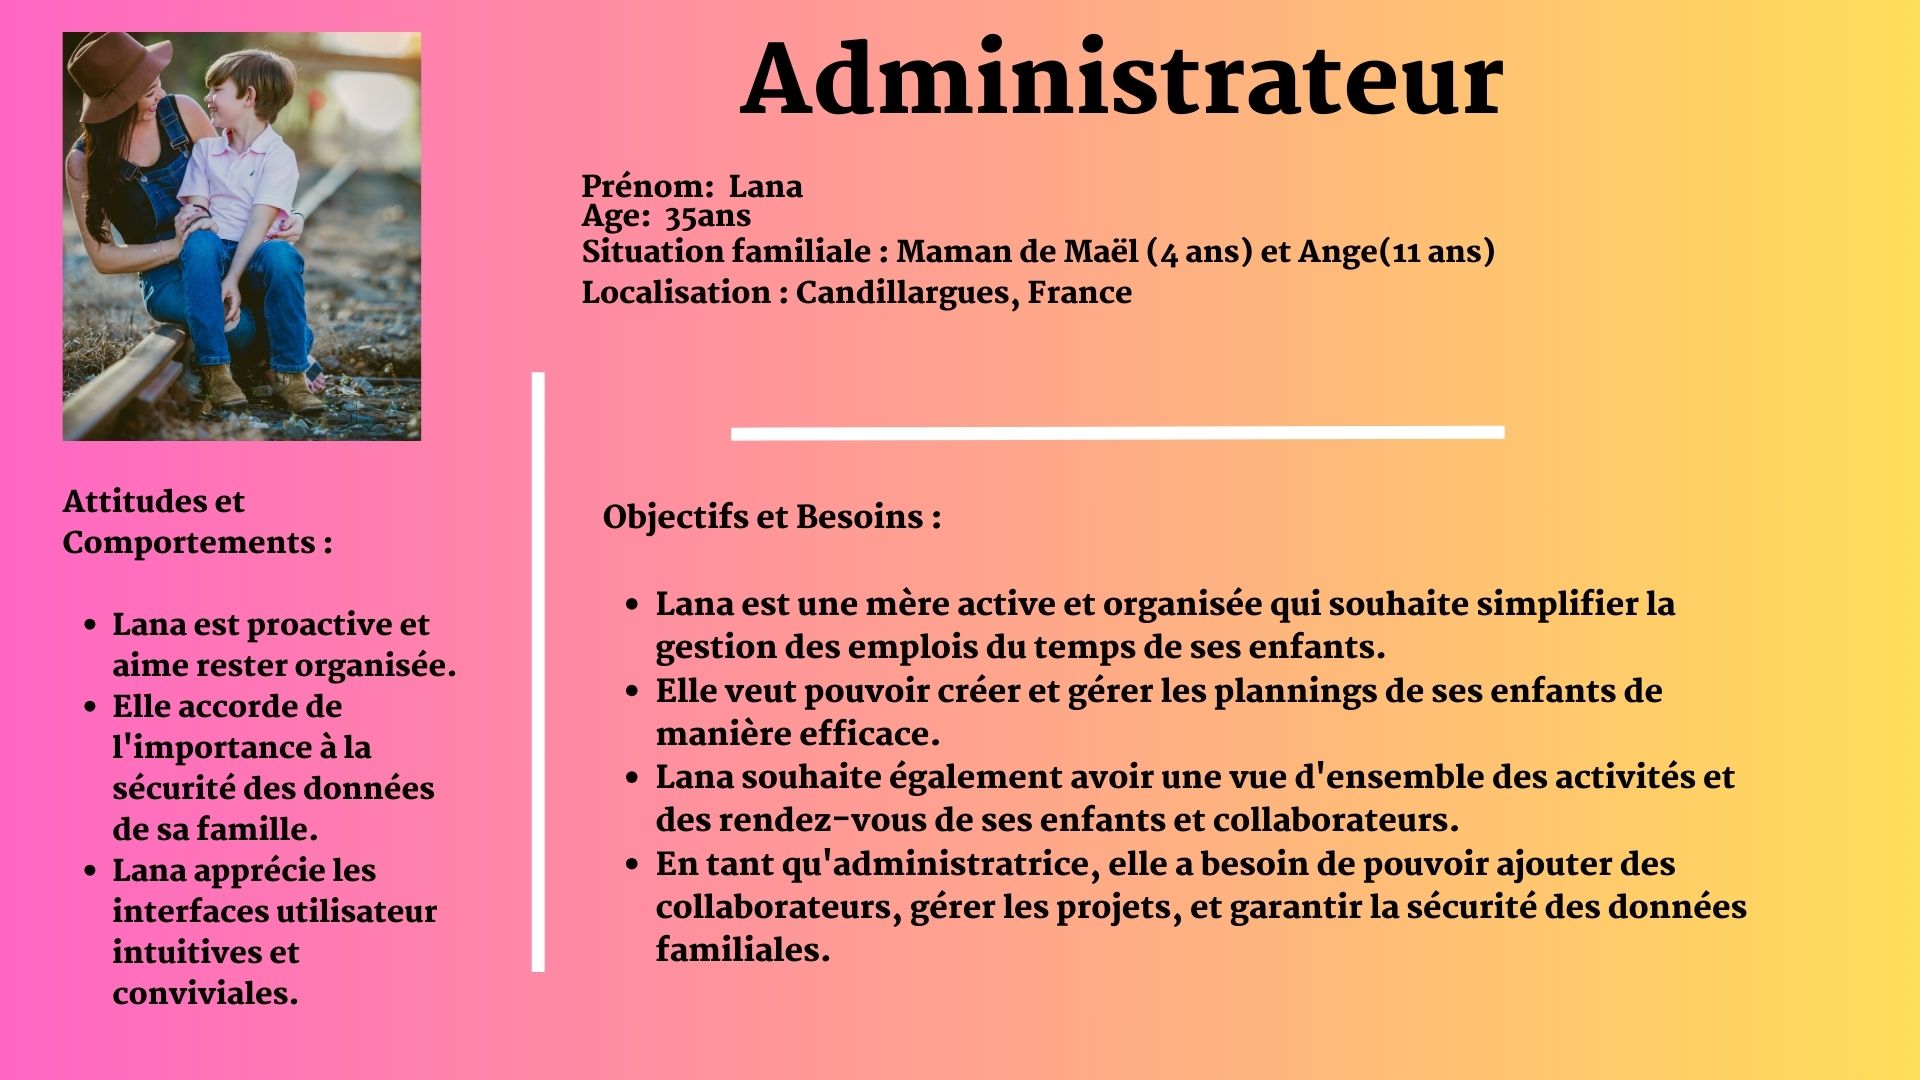 Administrateur
Prénom:  Lana
Age:  35ans
Situation familiale : Maman de Maël (4 ans) et Ange(11 ans)
Localisation : Candillargues, France
Attitudes et
Comportements :
• Lana est proactive et
aime rester organisée.
• Elle accorde de
l'importance à la
sécurité des données
de sa famille.
• Lana apprécie les
interfaces utilisateur
intuitives et
conviviales.
Objectifs et Besoins :
• Lana est une mère active et organisée qui souhaite simplifier la
gestion des emplois du temps de ses enfants.
• Elle veut pouvoir créer et gérer les plannings de ses enfants de
manière efficace.
• Lana souhaite également avoir une vue d'ensemble des activités et
des rendez-vous de ses enfants et collaborateurs.
• En tant qu'administratrice, elle a besoin de pouvoir ajouter des
collaborateurs, gérer les projets, et garantir la sécurité des données
familiales.